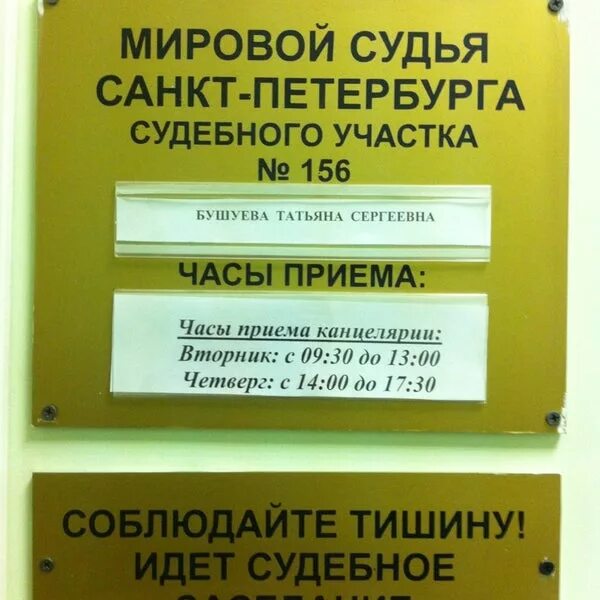 МИРОВОЙ СУДЬЯ
САНКТ-ПЕТЕРБУРГА
СУДЕБНОГО УЧАСТКА
№ 156
БУШУЕВА ТАТЬЯНА СЕРГЕЕВНА
ЧАСЫ ПРИЕМА:
Часы приема канцелярии:
Вторник: с 09:30 до 13:00
Четверг: с 14:00 до 17:30
СОБЛЮДАЙТЕ ТИШИНУ!
ИДЕТ СУДЕБНОЕ